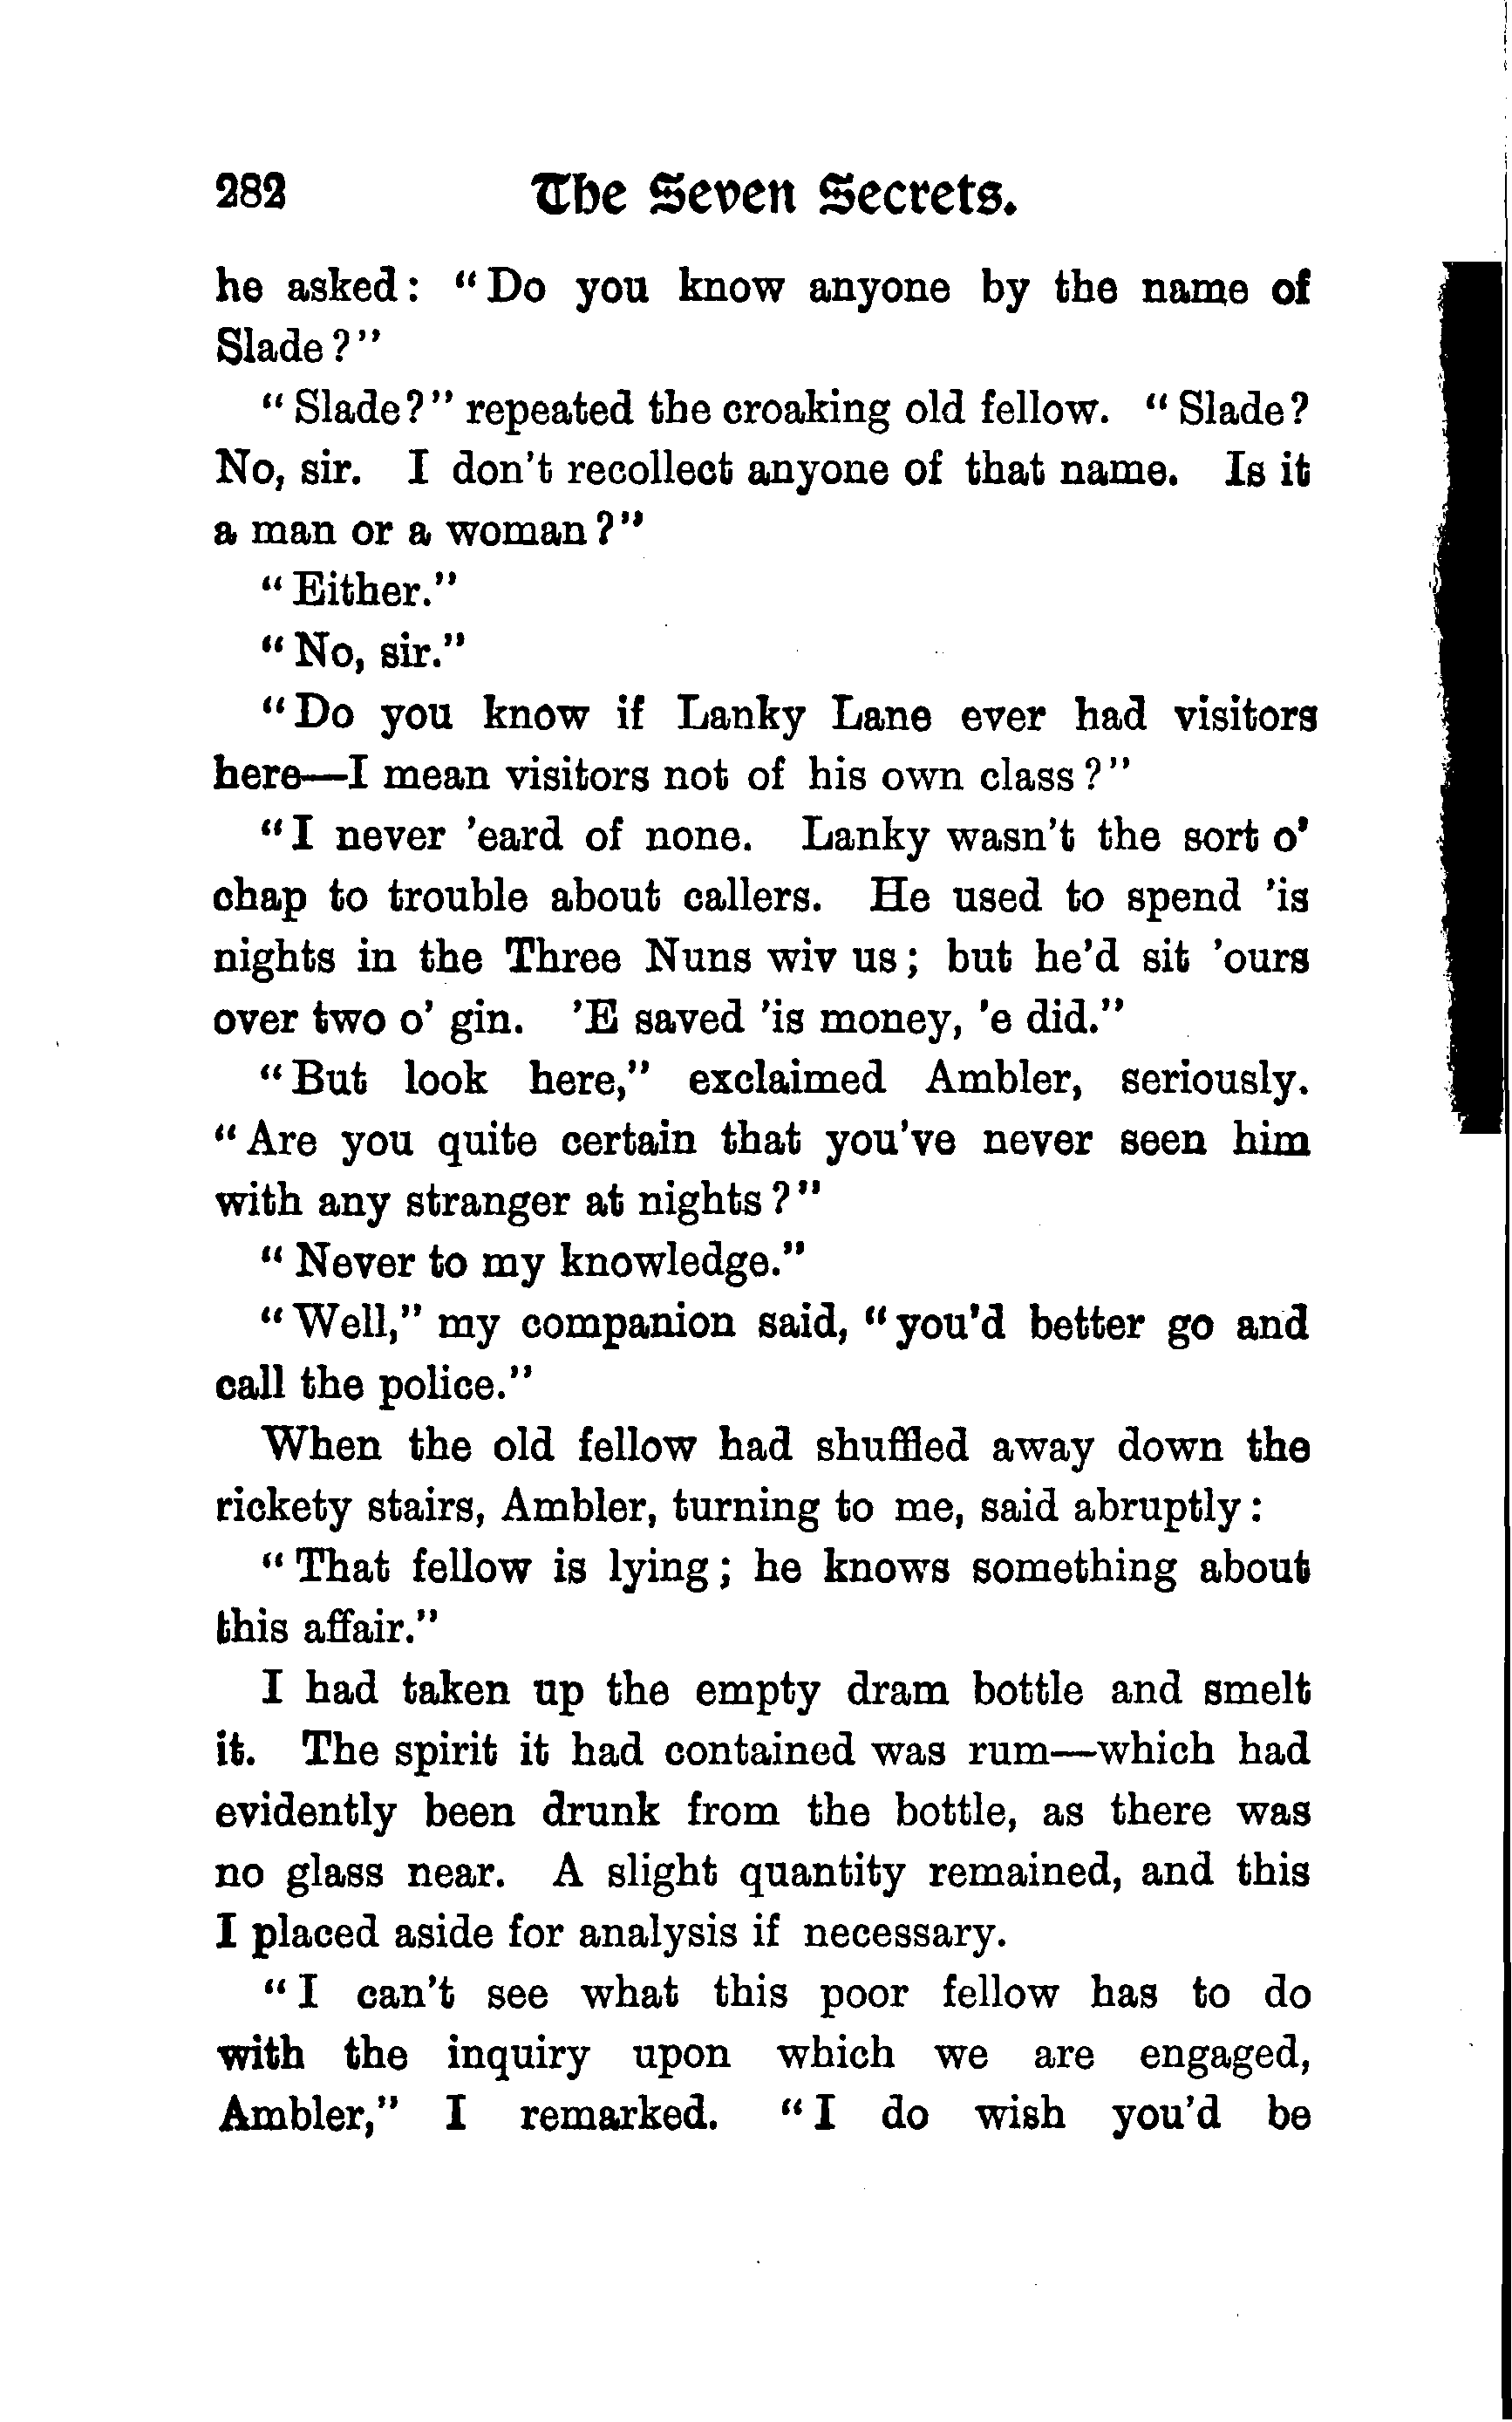 282 The Seven Secrets.
he asked: "Do you know anyone by the name of
Slade?"
"Slade?" repeated the croaking old fellow. "Slade?
No, sir. I don't recollect anyone of that name. Is it
a man or a woman?"
"Either."
"No, sir."
"Do you know if Lanky Lane ever had visitors
here—I mean visitors not of his own class?"
"I never 'eard of none. Lanky wasn't the sort o'
chap to trouble about callers. He used to spend 'is
nights in the Three Nuns wiv us; but he'd sit 'ours
over two o' gin. 'E saved 'is money, 'e did."
"But look here," exclaimed Ambler, seriously.
"Are you quite certain that you've never seen him
with any stranger at nights?"
"Never to my knowledge."
"Well," my companion said, "you'd better go and
call the police."
When the old fellow had shuffled away down the
rickety stairs, Ambler, turning to me, said abruptly:
"That fellow is lying; he knows something about
this affair."
I had taken up the empty dram bottle and smelt
it. The spirit it had contained was rum—which had
evidently been drunk from the bottle, as there was
no glass near. A slight quantity remained, and this
I placed aside for analysis if necessary.
"I can't see what this poor fellow has to do
with the inquiry upon which we are engaged,
Ambler," I remarked. "I do wish you'd be